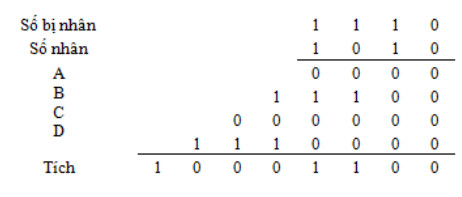 Số bị nhân 1 1 1 0
Số nhân 1 0 1 0
A 0 0 0 0
B 1 1 1 0 0
C 0 0 0 0 0 0
D 1 1 1 0 0 0 0
Tích 1 0 0 0 1 1 0 0